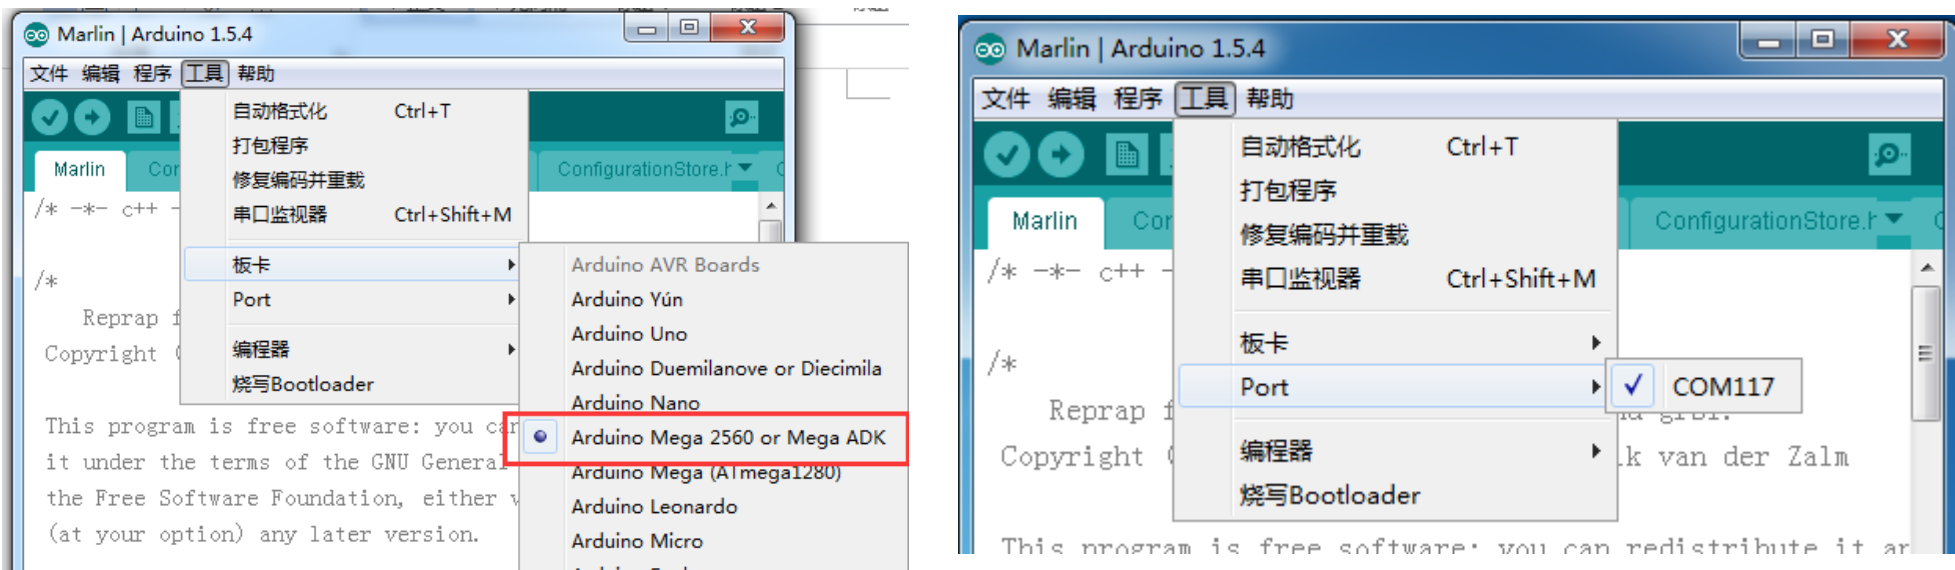 Marlin | Arduino 1.5.4
文件 编辑 程序 工具 帮助
自动格式化 Ctrl+T
打包程序
修复编码并重载
串口监视器 Ctrl+Shift+M
板卡
Port
编程器
烧写Bootloader
Marlin Cor ConfigurationStore.h
/* -*- c++ -
/*
Reprap f
Copyright (
This program is free software: you can
it under the terms of the GNU General
the Free Software Foundation, either v
(at your option) any later version.
Arduino AVR Boards
Arduino Yún
Arduino Uno
Arduino Duemilanove or Diecimila
Arduino Nano
Arduino Mega 2560 or Mega ADK
Arduino Mega (ATmega1280)
Arduino Leonardo
Arduino Micro
Marlin | Arduino 1.5.4
文件 编辑 程序 工具 帮助
自动格式化 Ctrl+T
打包程序
修复编码并重载
串口监视器 Ctrl+Shift+M
板卡
Port
COM117
编程器
烧写Bootloader
Marlin Cor ConfigurationStore.h
/* -*- c++ -
/*
Reprap f grbl.
Copyright ( k van der Zalm
This program is free software: you can redistribute it ar